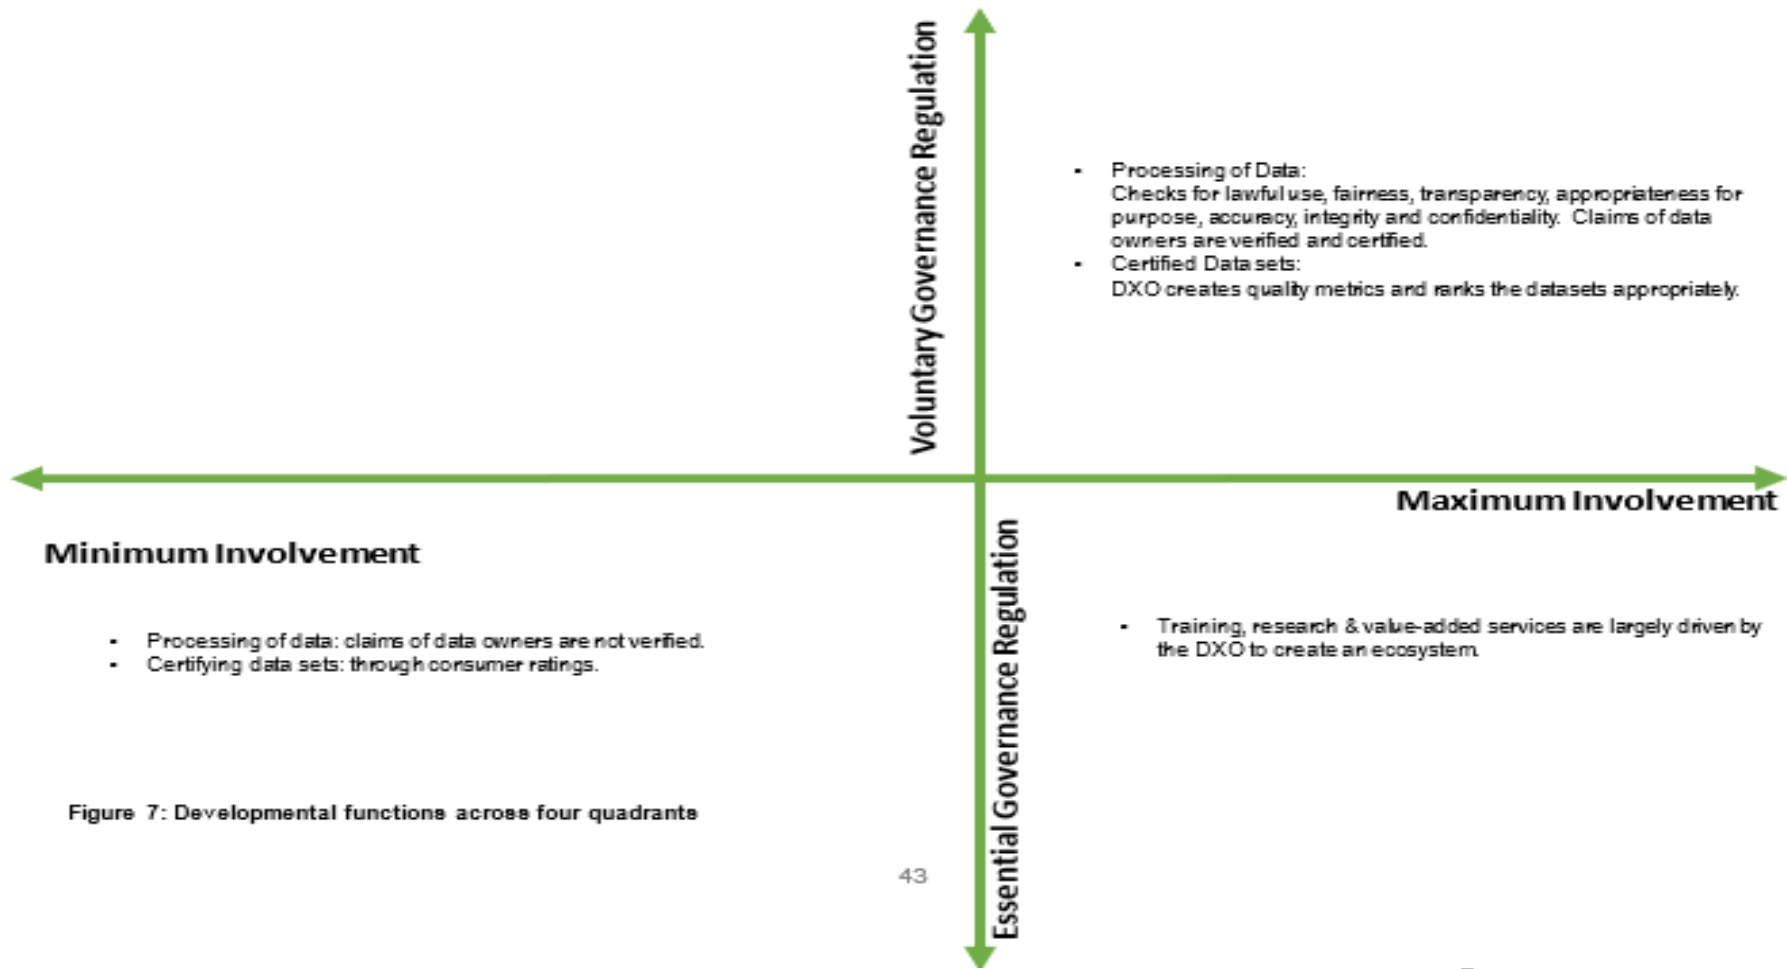 Voluntary Governance Regulation
▪ Processing of Data:
Checks for lawful use, fairness, transparency, appropriateness for
purpose, accuracy, integrity and confidentiality. Claims of data
owners are verified and certified.
▪ Certified Data sets:
DXO creates quality metrics and ranks the datasets appropriately.
Maximum Involvement
Minimum Involvement
Essential Governance Regulation
▪ Processing of data: claims of data owners are not verified.
▪ Certifying data sets: through consumer ratings.
▪ Training, research & value-added services are largely driven by
the DXO to create an ecosystem.
Figure 7: Developmental functions across four quadrants
43